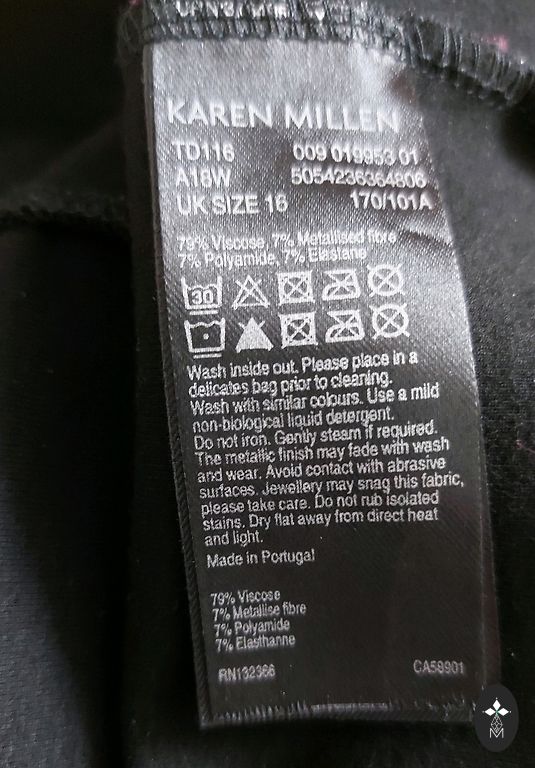 KAREN MILLEN
TD116 009 019953 01
A18W 5054236364806
UK SIZE 16 170/101A
79% Viscose, 7% Metallised fibre
7% Polyamide, 7% Elastane
30
Wash inside out. Please place in a
delicates bag prior to cleaning.
Wash with similar colours. Use a mild
non-biological liquid detergent.
Do not iron. Gently steam if required.
The metallic finish may fade with wash
and wear. Avoid contact with abrasive
surfaces. Jewellery may snag this fabric,
please take care. Do not rub isolated
stains. Dry flat away from direct heat
and light.
Made in Portugal
79% Viscose
7% Metallise fibre
7% Polyamide
7% Elasthanne
RN132366 CA59901
M